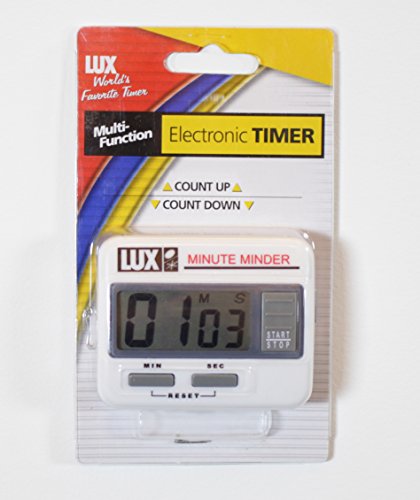 LUX
World's
Favorite Timer
Multi-
Function
Electronic TIMER
COUNT UP
COUNT DOWN
LUX MINUTE MINDER
M S
01 03
START
STOP
MIN SEC
RESET